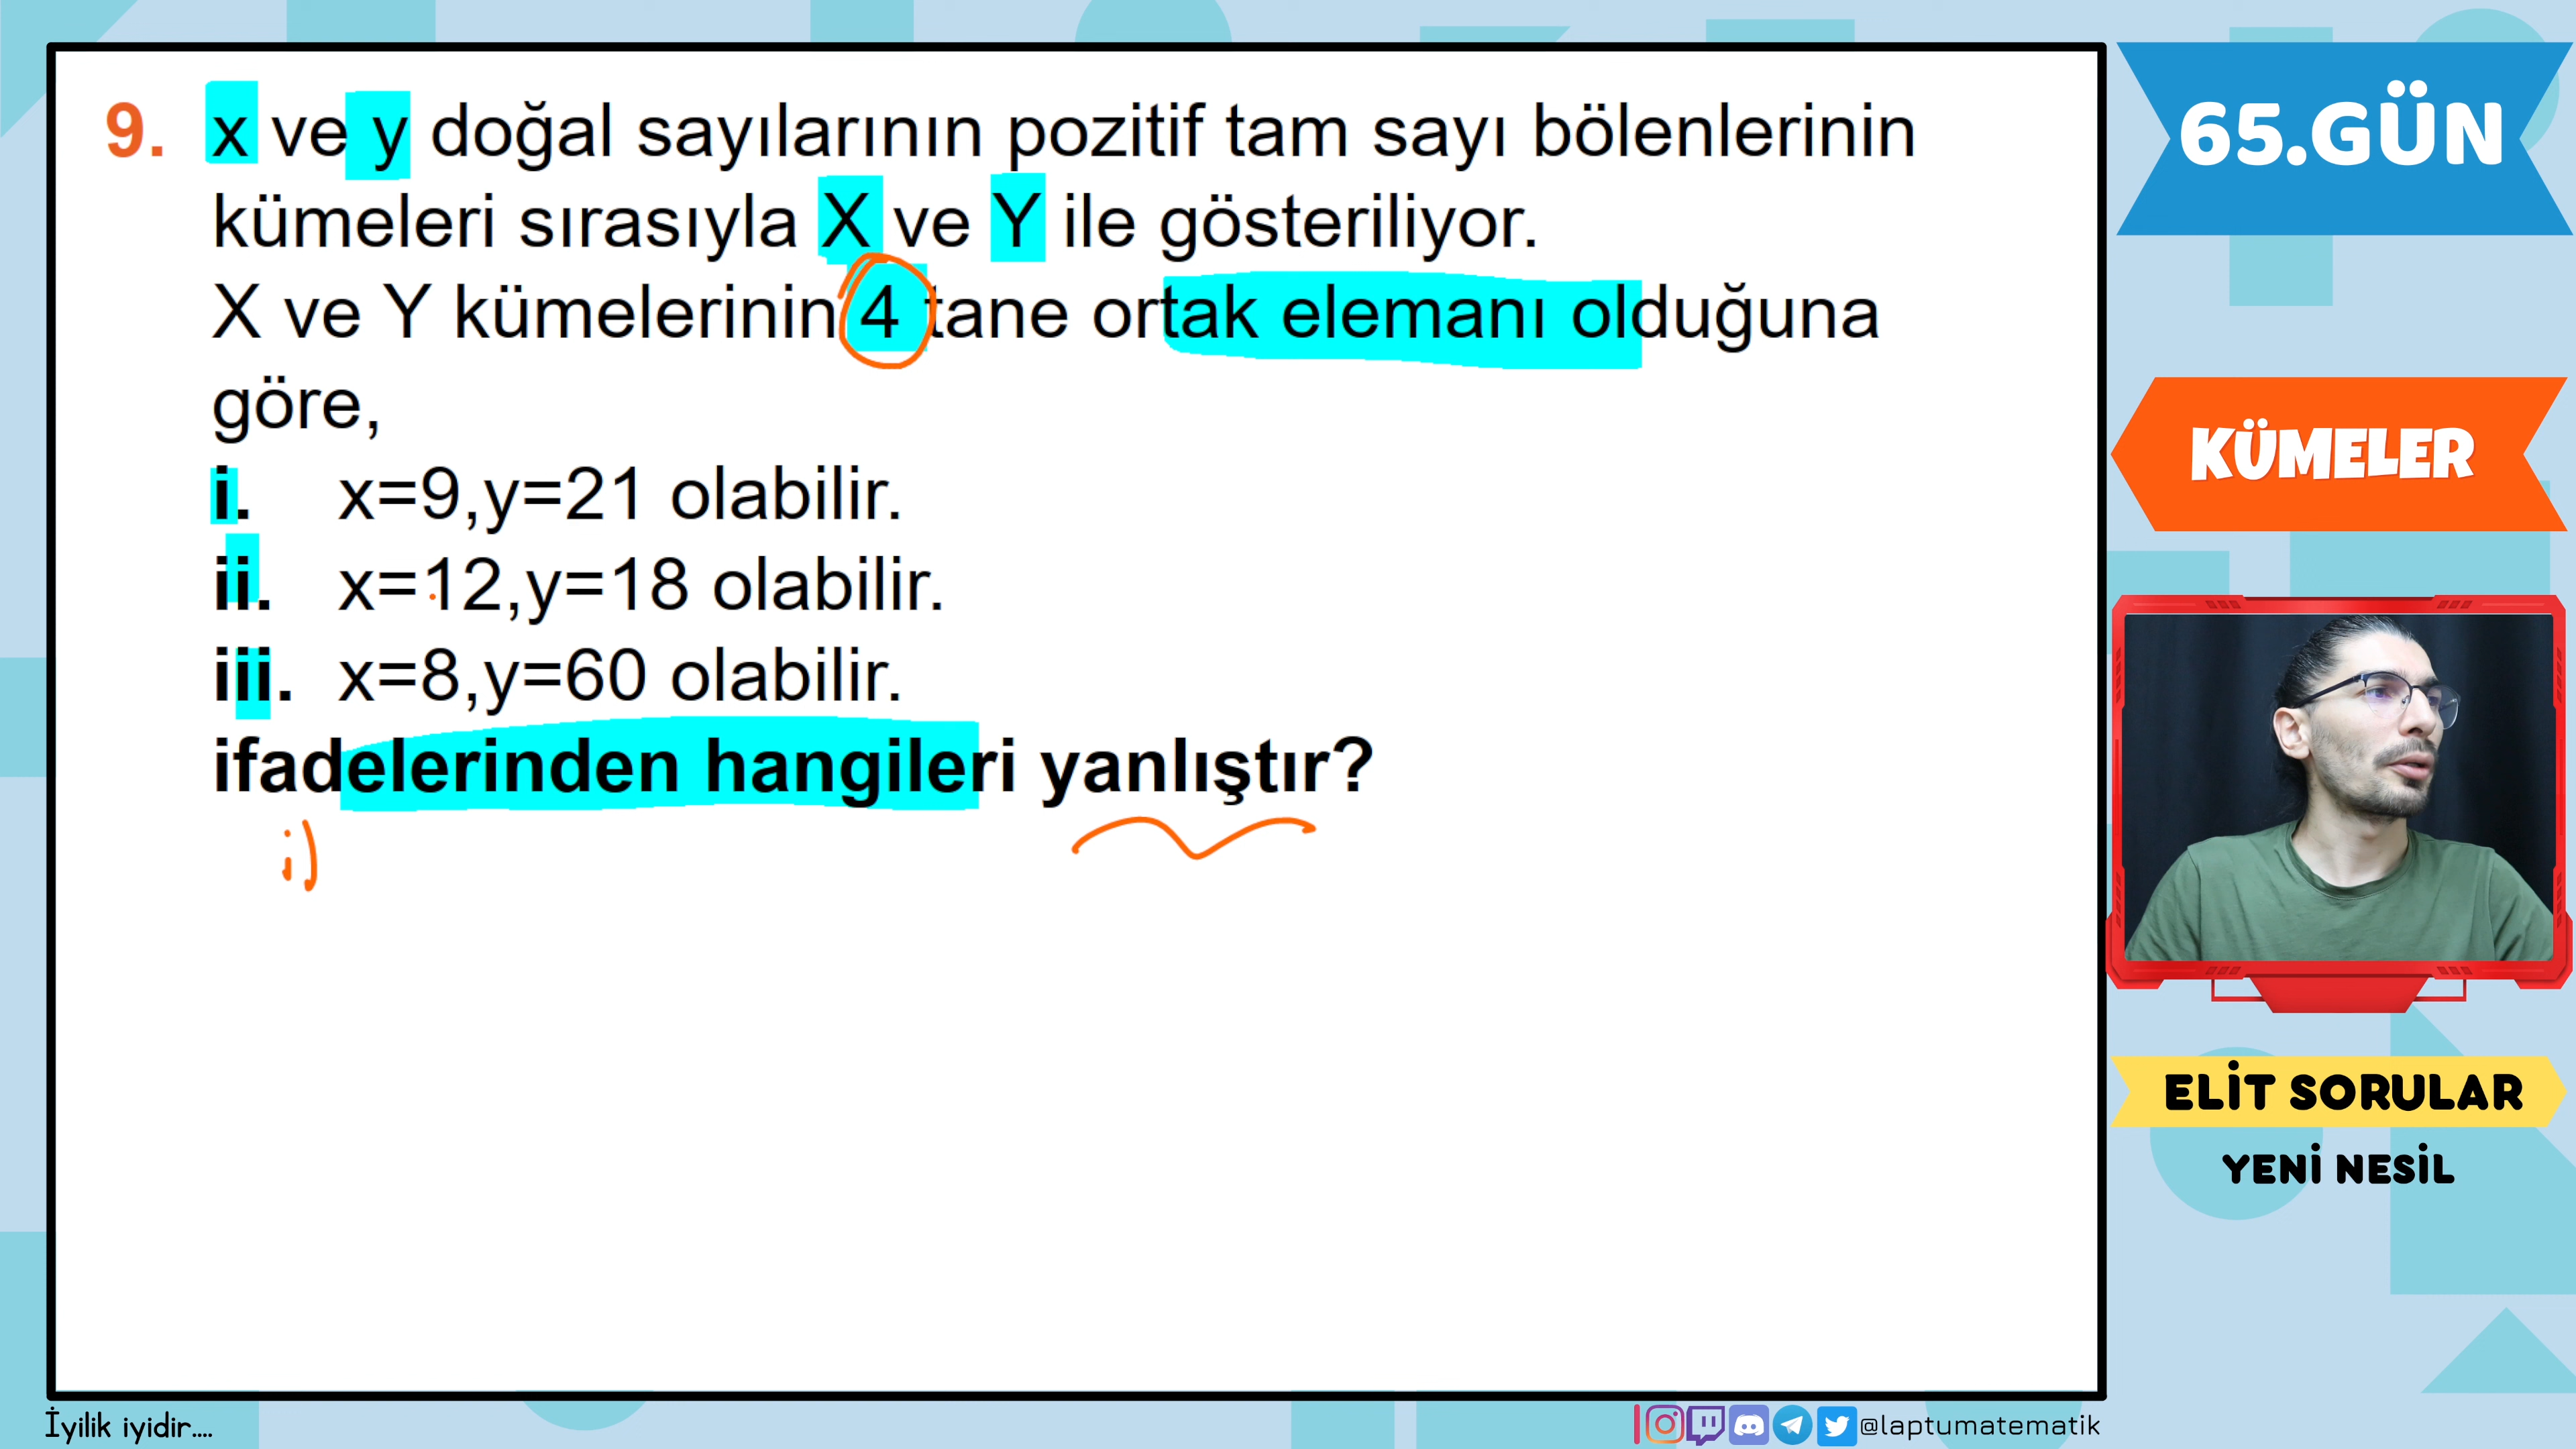 9. x ve y doğal sayılarının pozitif tam sayı bölenlerinin
kümeleri sırasıyla X ve Y ile gösteriliyor.
X ve Y kümelerinin 4 tane ortak elemanı olduğuna
göre,
i. x=9,y=21 olabilir.
ii. x=12,y=18 olabilir.
iii. x=8,y=60 olabilir.
ifadelerinden hangileri yanlıştır?
i)
65.GÜN
KÜMELER
ELİT SORULAR
YENİ NESİL
İyilik iyidir....
@laptumatematik